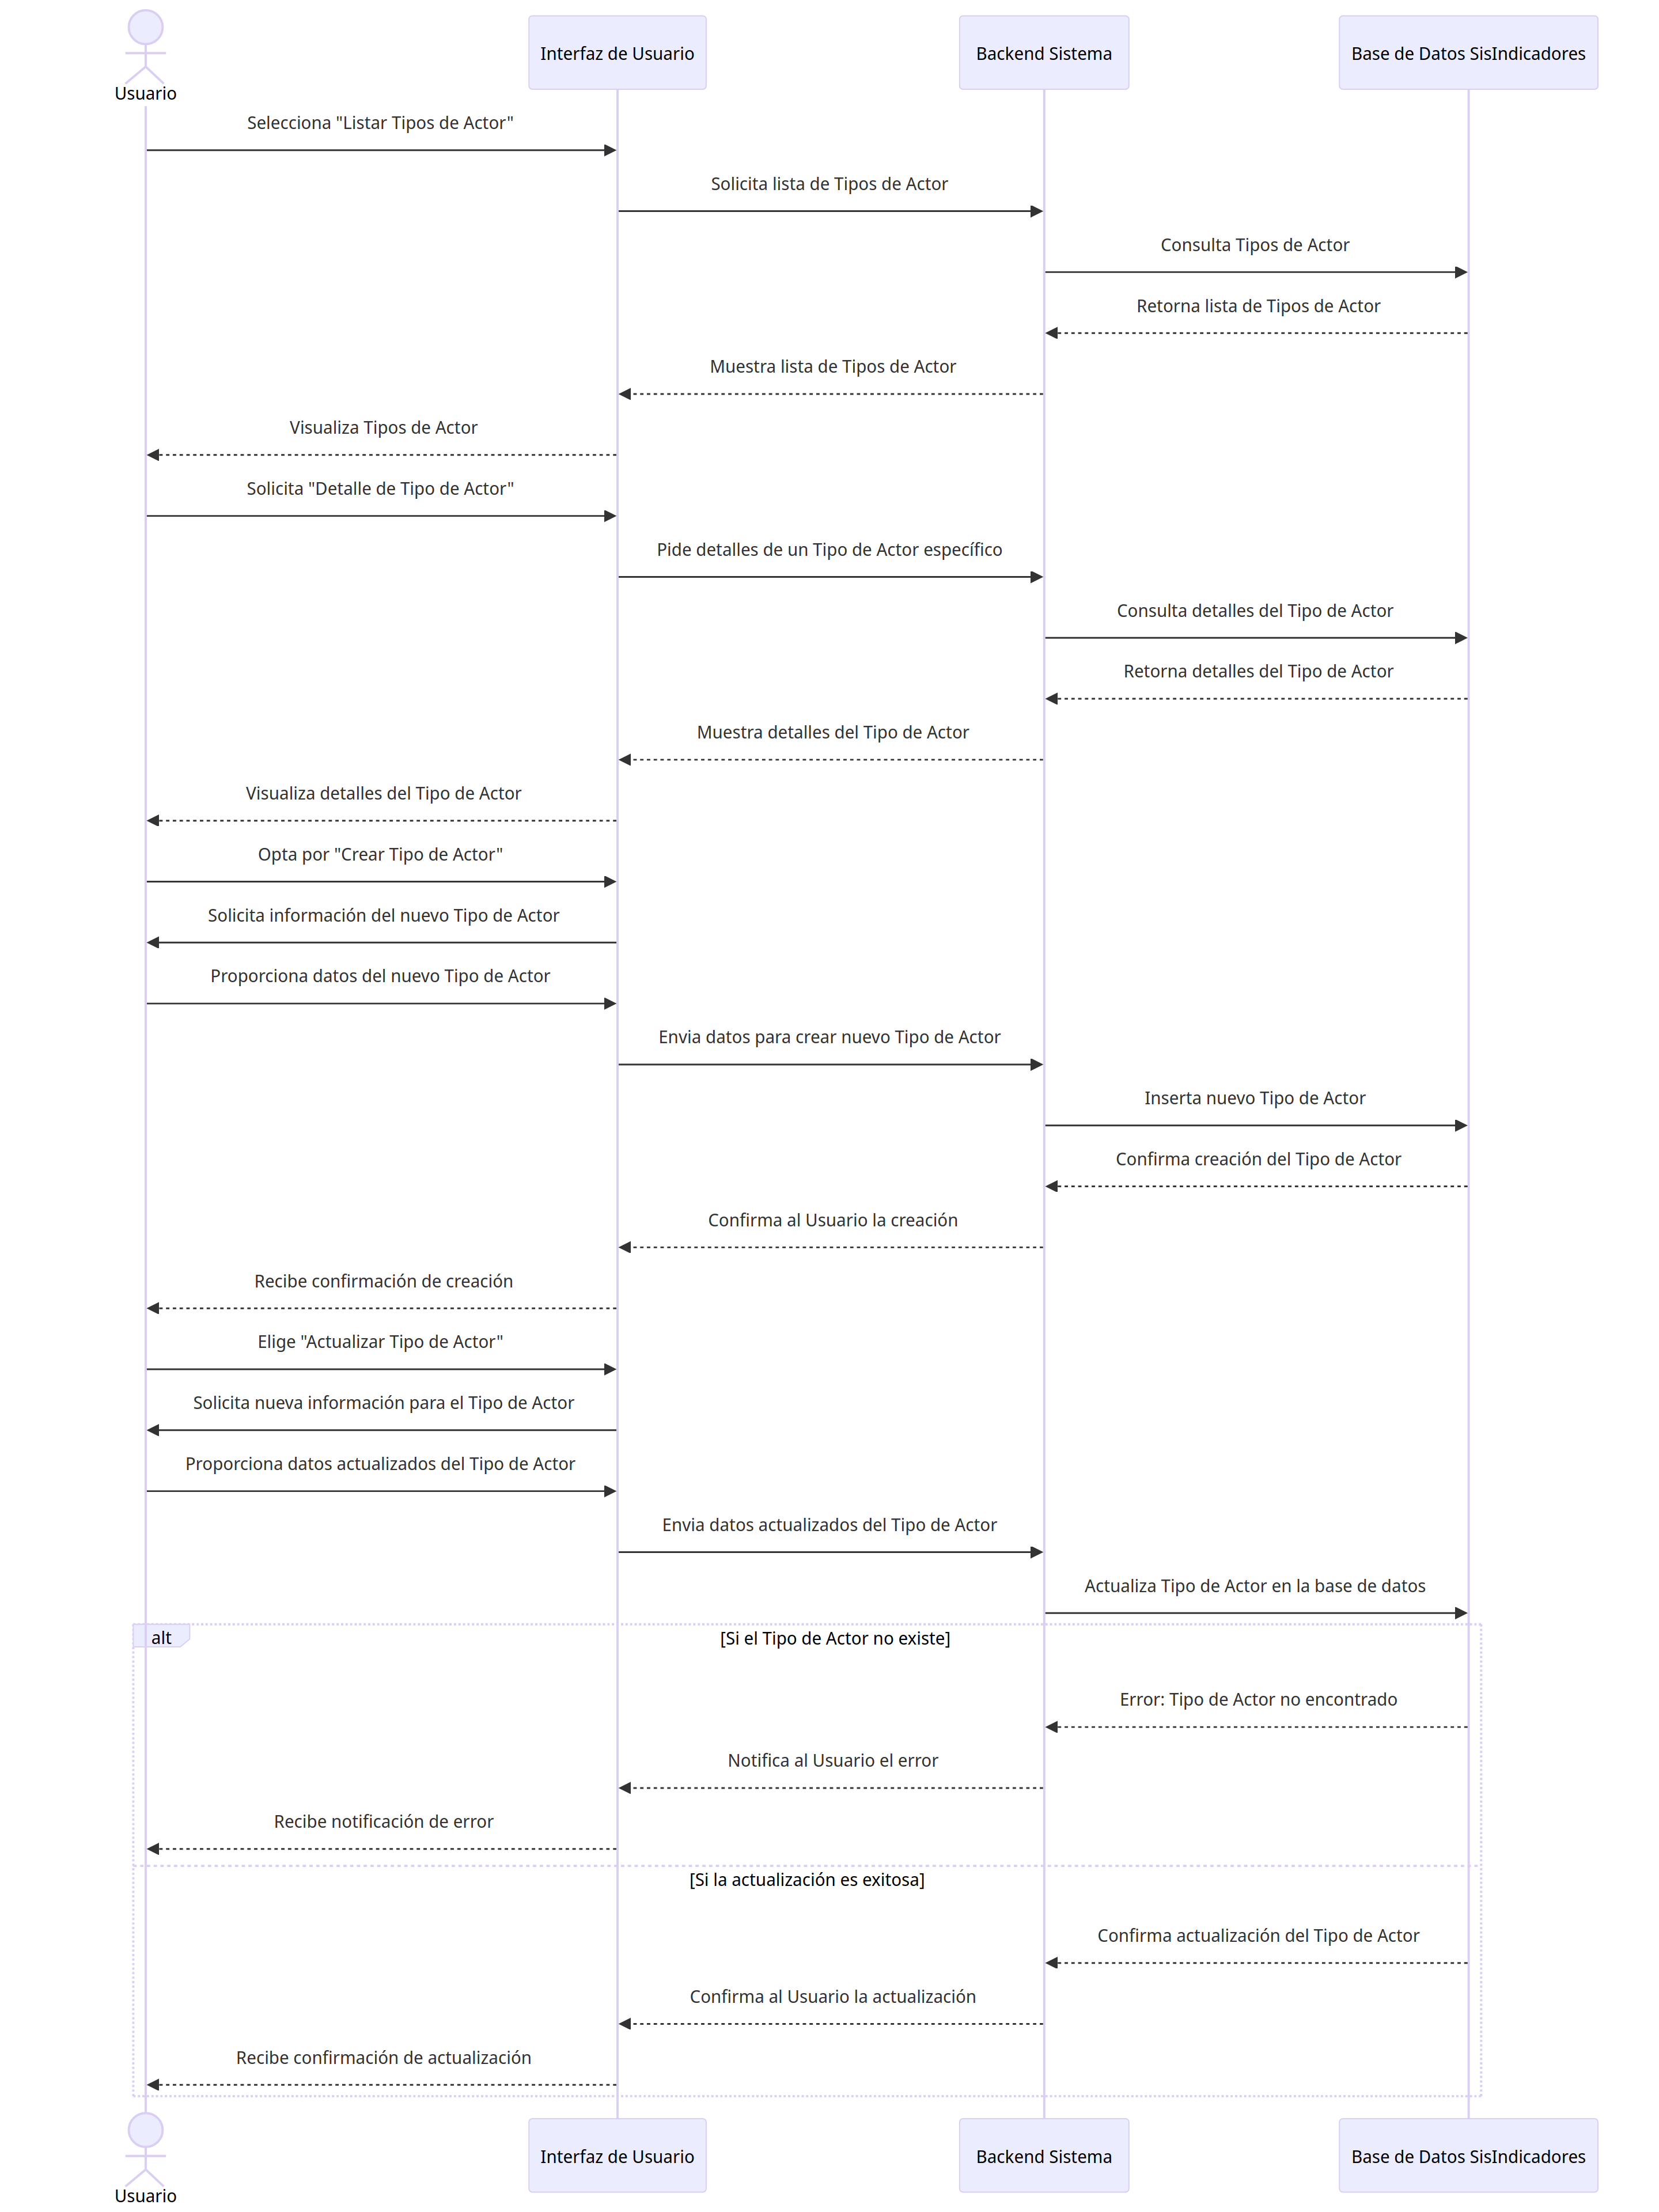 Usuario
Interfaz de Usuario
Backend Sistema
Base de Datos SisIndicadores
Selecciona "Listar Tipos de Actor"
Solicita lista de Tipos de Actor
Consulta Tipos de Actor
Retorna lista de Tipos de Actor
Muestra lista de Tipos de Actor
Visualiza Tipos de Actor
Solicita "Detalle de Tipo de Actor"
Pide detalles de un Tipo de Actor específico
Consulta detalles del Tipo de Actor
Retorna detalles del Tipo de Actor
Muestra detalles del Tipo de Actor
Visualiza detalles del Tipo de Actor
Opta por "Crear Tipo de Actor"
Solicita información del nuevo Tipo de Actor
Proporciona datos del nuevo Tipo de Actor
Envia datos para crear nuevo Tipo de Actor
Inserta nuevo Tipo de Actor
Confirma creación del Tipo de Actor
Confirma al Usuario la creación
Recibe confirmación de creación
Elige "Actualizar Tipo de Actor"
Solicita nueva información para el Tipo de Actor
Proporciona datos actualizados del Tipo de Actor
Envia datos actualizados del Tipo de Actor
Actualiza Tipo de Actor en la base de datos
alt
[Si el Tipo de Actor no existe]
Error: Tipo de Actor no encontrado
Notifica al Usuario el error
Recibe notificación de error
[Si la actualización es exitosa]
Confirma actualización del Tipo de Actor
Confirma al Usuario la actualización
Recibe confirmación de actualización
Usuario
Interfaz de Usuario
Backend Sistema
Base de Datos SisIndicadores